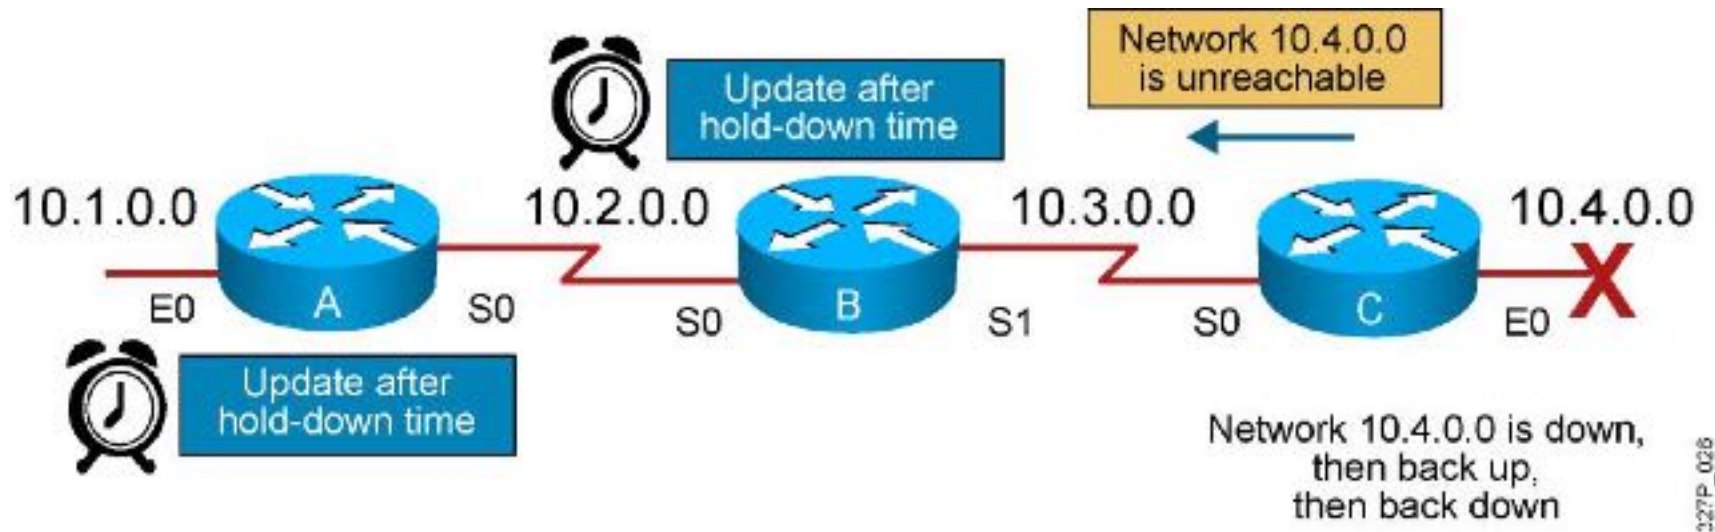 Network 10.4.0.0
is unreachable
Update after
hold-down time
10.1.0.0
10.2.0.0
10.3.0.0
10.4.0.0
E0
A
S0
S0
B
S1
S0
C
E0
Update after
hold-down time
Network 10.4.0.0 is down,
then back up,
then back down
327P_026